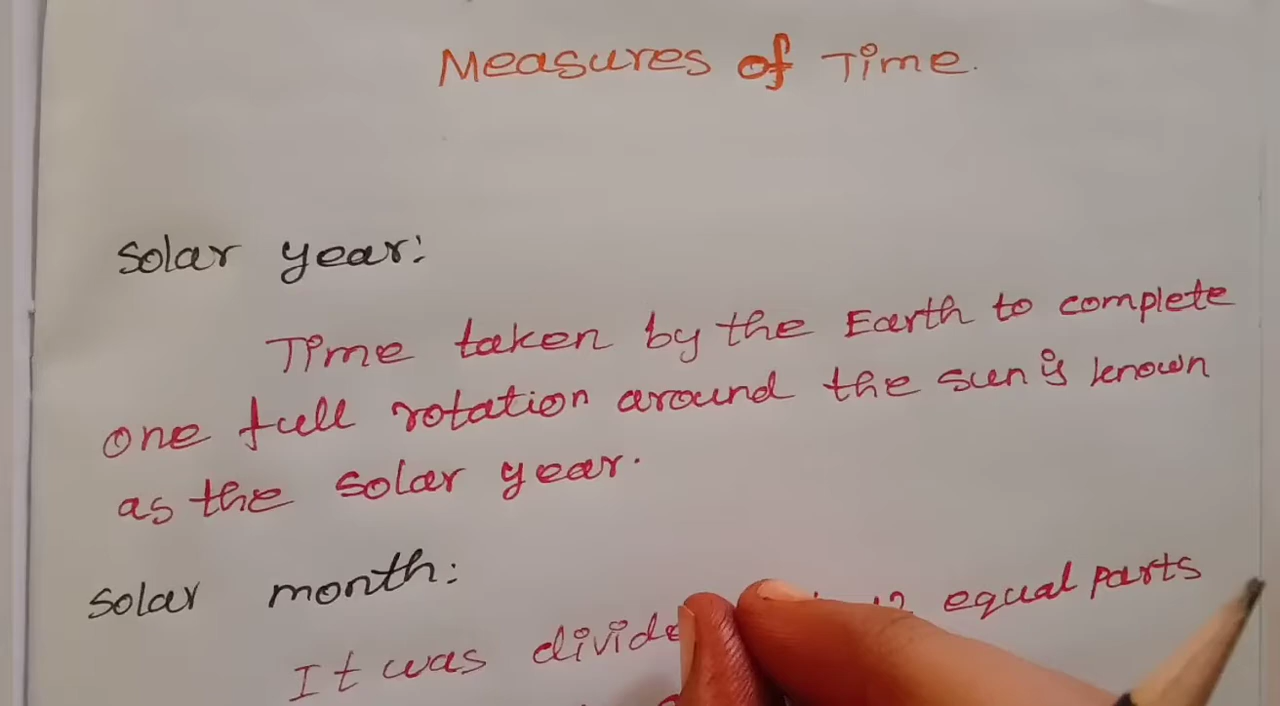 Measures of Time.
Solar year:
Time taken by the Earth to complete
one full rotation around the sun is known
as the solar year.
Solar month:
It was divide 12 equal parts